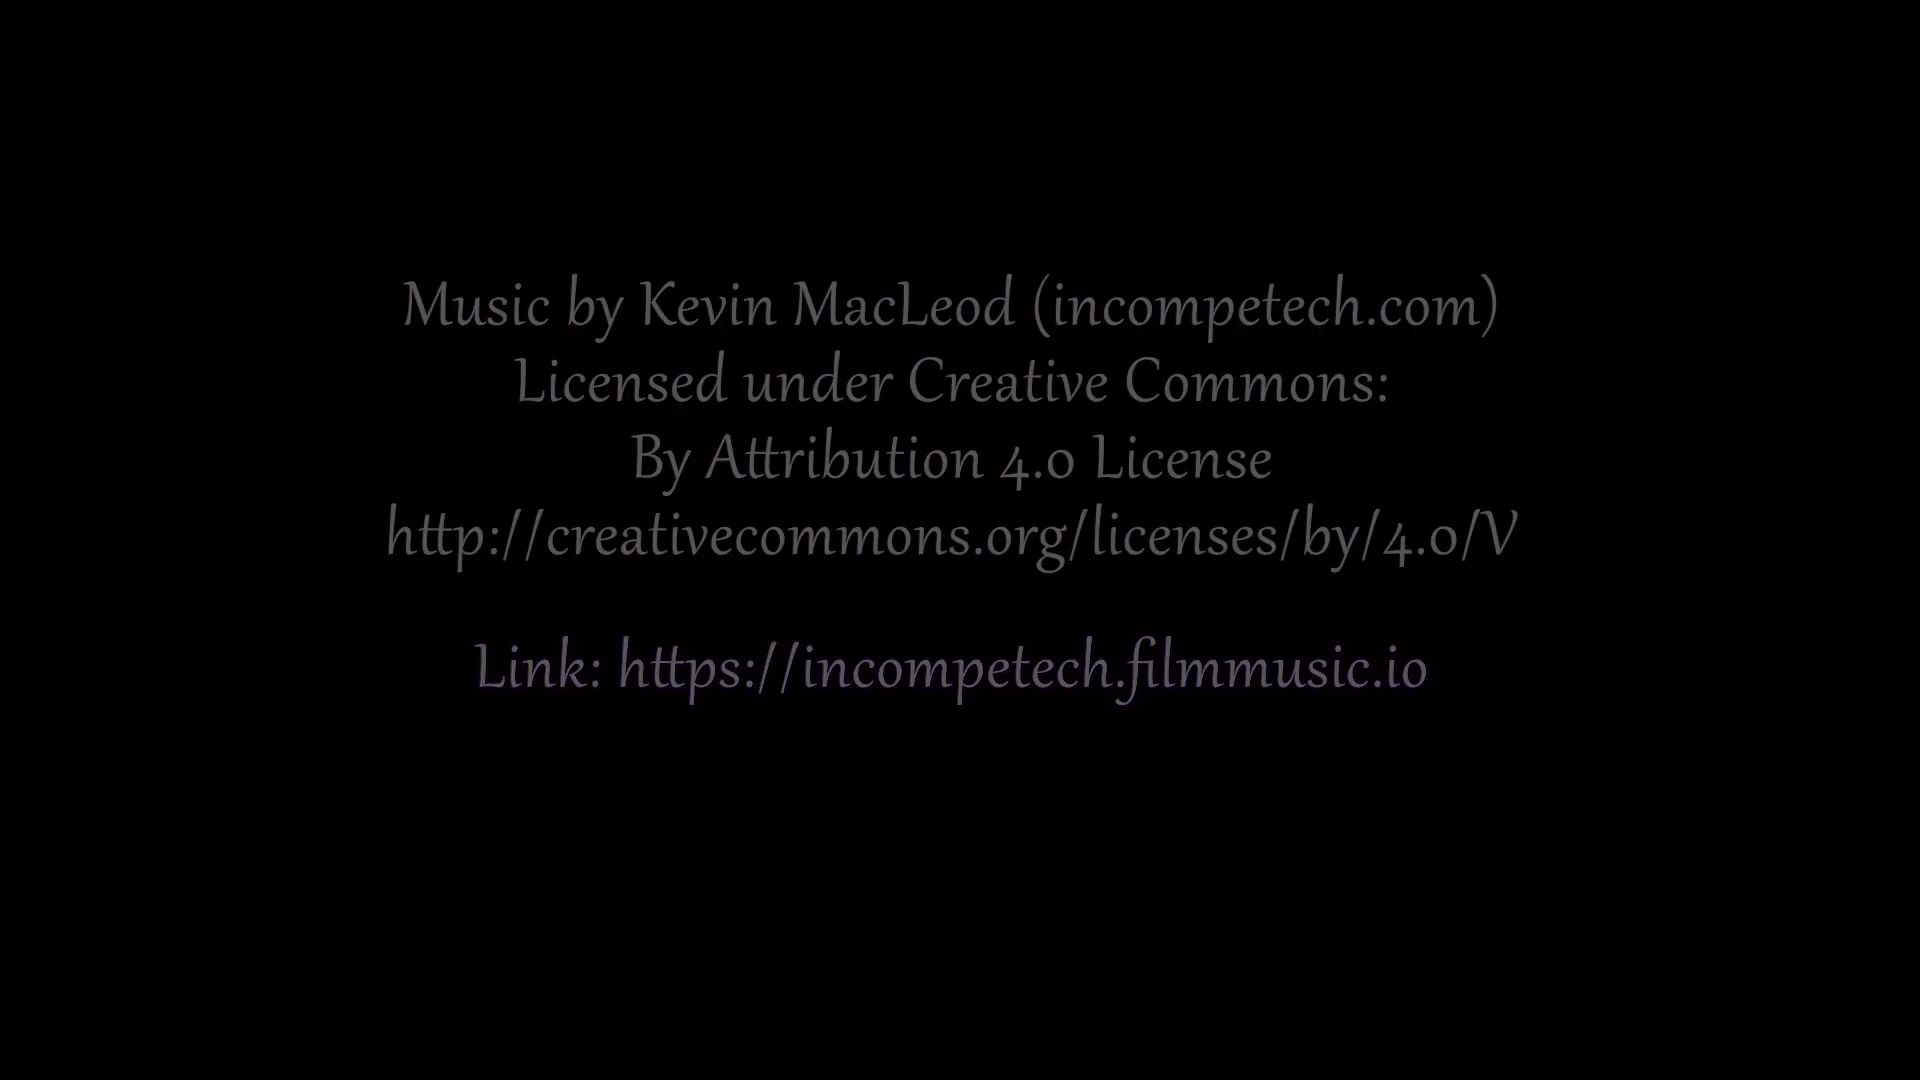 Music by Kevin MacLeod (incompetech.com)
Licensed under Creative Commons:
By Attribution 4.0 License
http://creativecommons.org/licenses/by/4.0/V
Link: https://incompetech.filmmusic.io